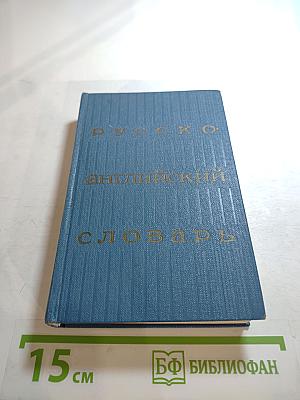 русско-
английский
словарь
15 см
БФ БИБЛИОФАН